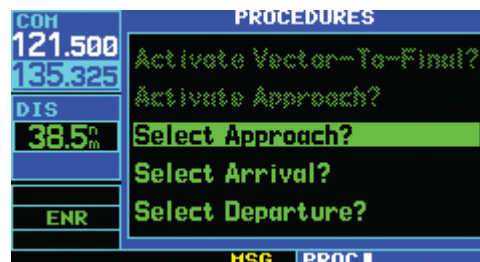 COM
121.500
135.325
DIS
38.5nm
ENR
PROCEDURES
Activate Vector-To-Final?
Activate Approach?
Select Approach?
Select Arrival?
Select Departure?
MSG
PROC